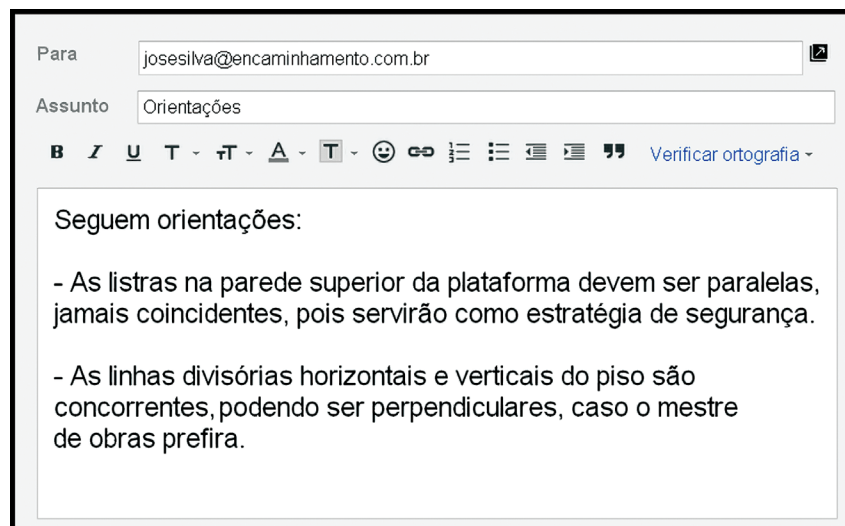 Para josesilva@encaminhamento.com.br
Assunto Orientações
B I U T TT A T Verificar ortografia
Seguem orientações:
- As listras na parede superior da plataforma devem ser paralelas,
jamais coincidentes, pois servirão como estratégia de segurança.
- As linhas divisórias horizontais e verticais do piso são
concorrentes, podendo ser perpendiculares, caso o mestre
de obras prefira.